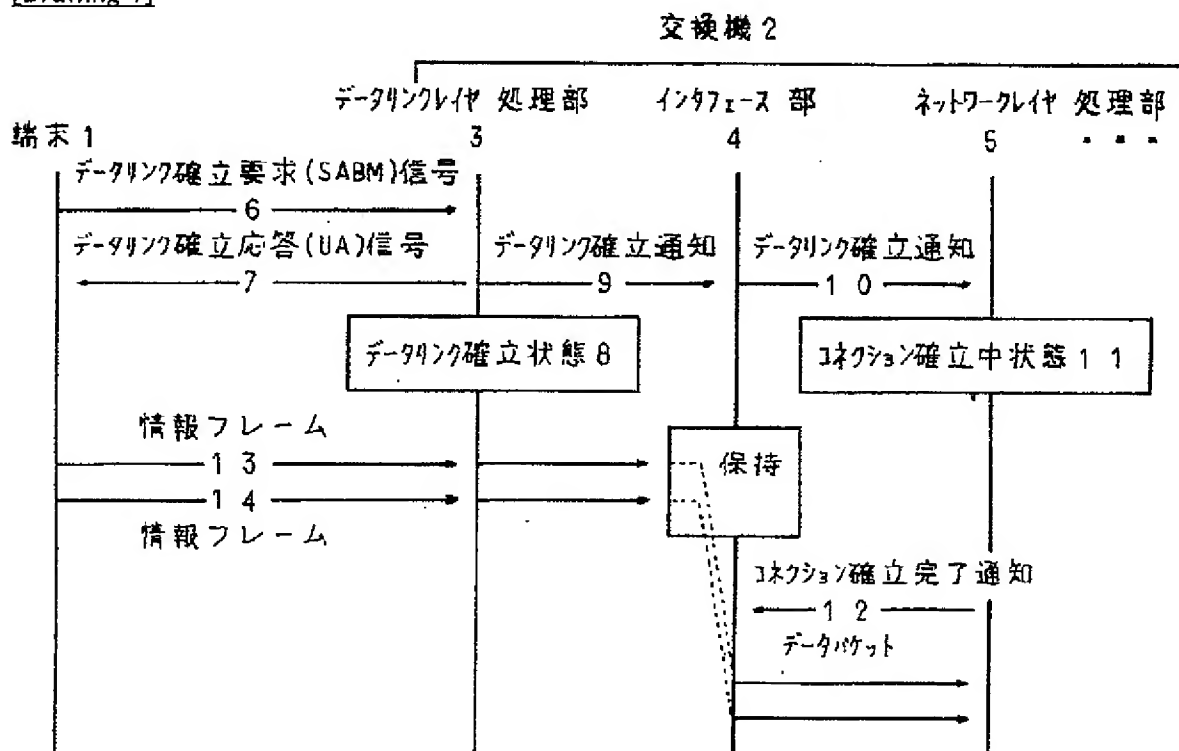 交換機2
データリンクレイヤ 処理部 インタフェース 部 ネットワークレイヤ 処理部
端末1 3 4 5 ・・・
データリンク確立要求(SABM)信号
6
データリンク確立応答(UA)信号 データリンク確立通知 データリンク確立通知
7 9 10
データリンク確立状態8 コネクション確立中状態11
情報フレーム
13 保持
14
情報フレーム
コネクション確立完了通知
12
データパケット